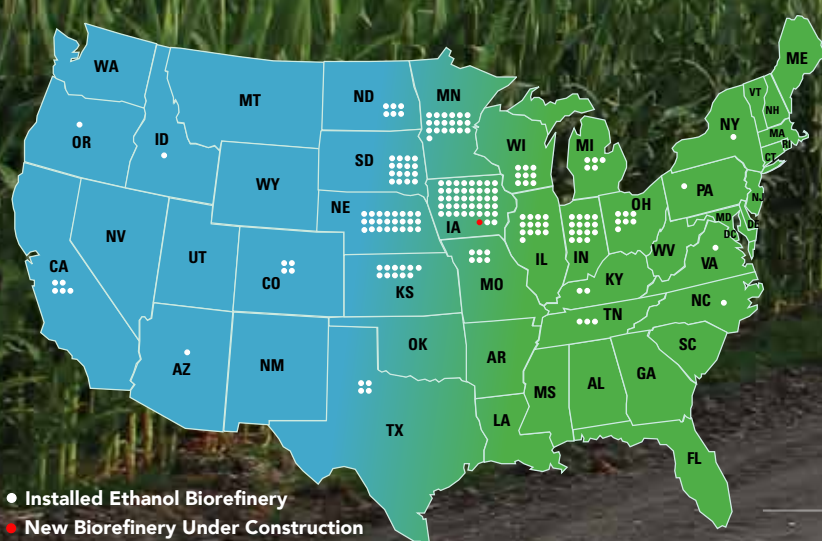 WA
MT
ND
MN
ME
VT
NH
NY
MA
RI
CT
OR
ID
SD
WI
MI
WY
NE
IA
PA
NJ
OH
MD
DE
DC
NV
UT
CO
IL
IN
WV
VA
CA
KS
MO
KY
NC
TN
AZ
NM
OK
AR
SC
MS
AL
GA
TX
LA
FL
Installed Ethanol Biorefinery
New Biorefinery Under Construction